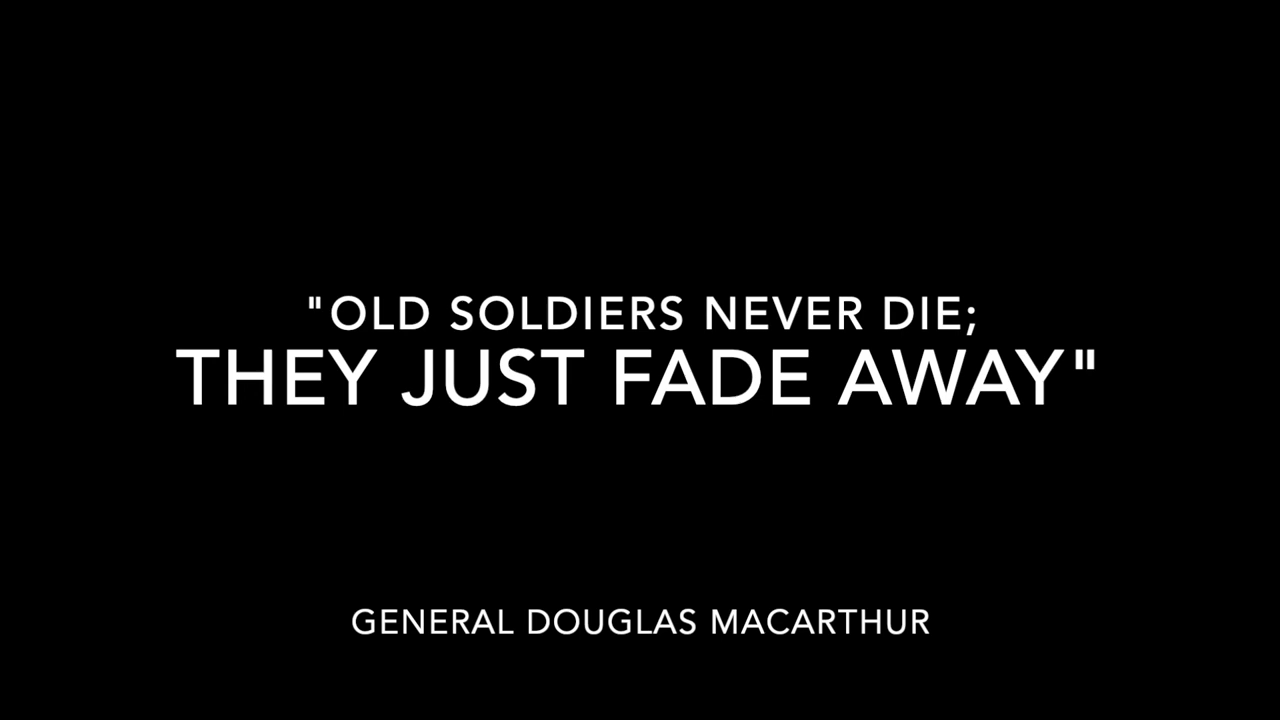 "OLD SOLDIERS NEVER DIE;
THEY JUST FADE AWAY"
GENERAL DOUGLAS MACARTHUR